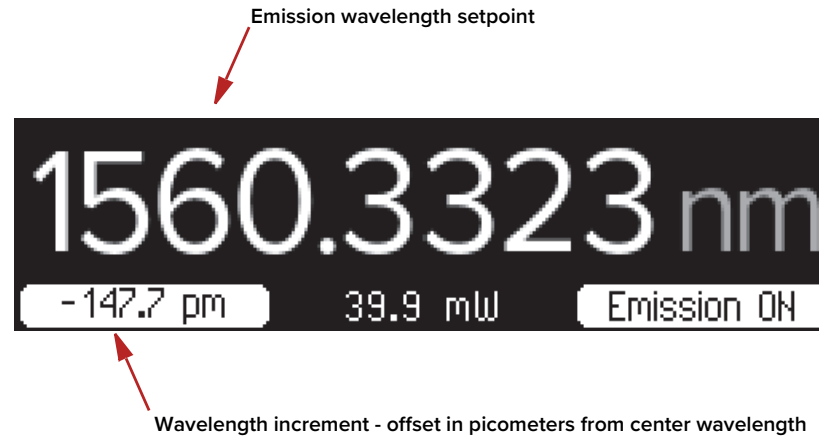 Emission wavelength setpoint
1560.3323 nm
-147.7 pm 39.9 mW Emission ON
Wavelength increment - offset in picometers from center wavelength